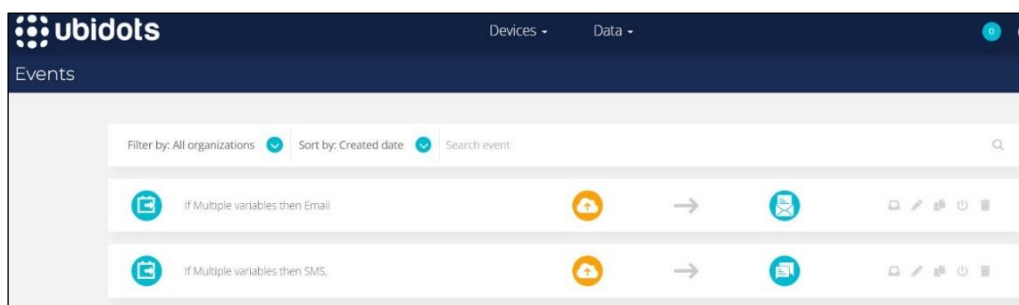 ubidots Devices Data 0
Events
Filter by: All organizations Sort by: Created date Search event
If Multiple variables then Email
If Multiple variables then SMS,